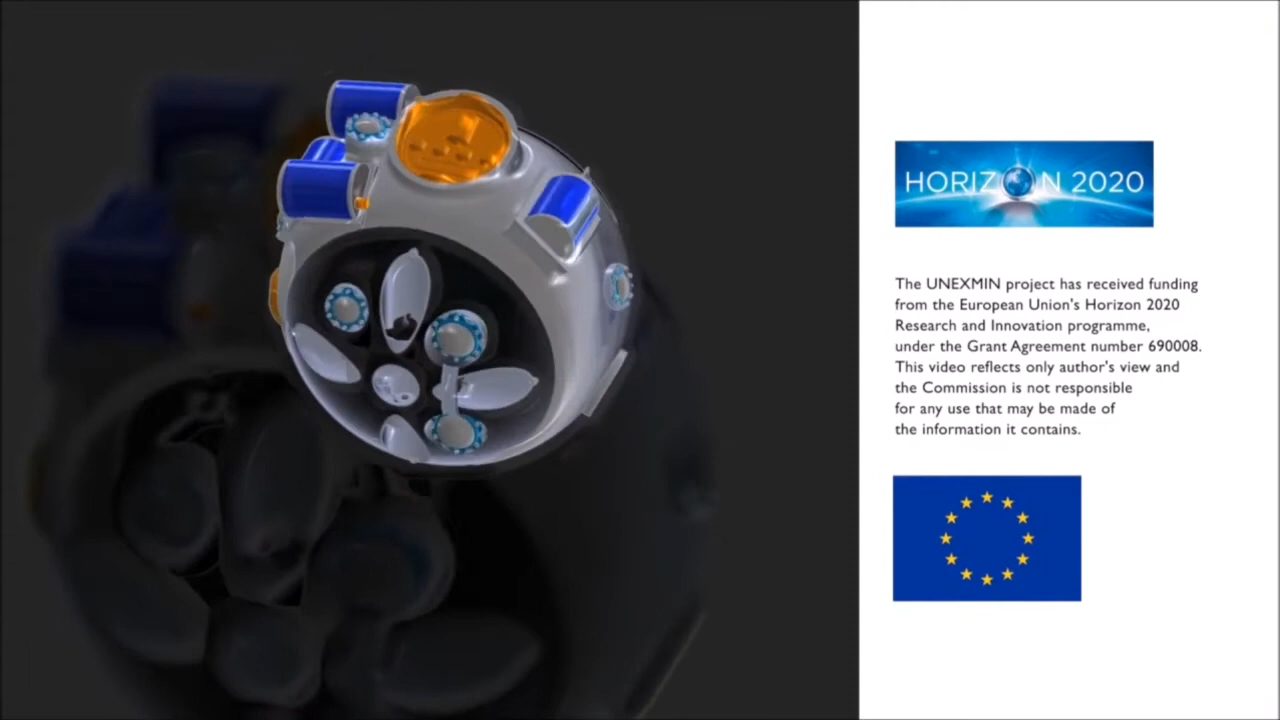 HORIZON 2020
The UNEXMIN project has received funding
from the European Union's Horizon 2020
Research and Innovation programme,
under the Grant Agreement number 690008.
This video reflects only author's view and
the Commission is not responsible
for any use that may be made of
the information it contains.